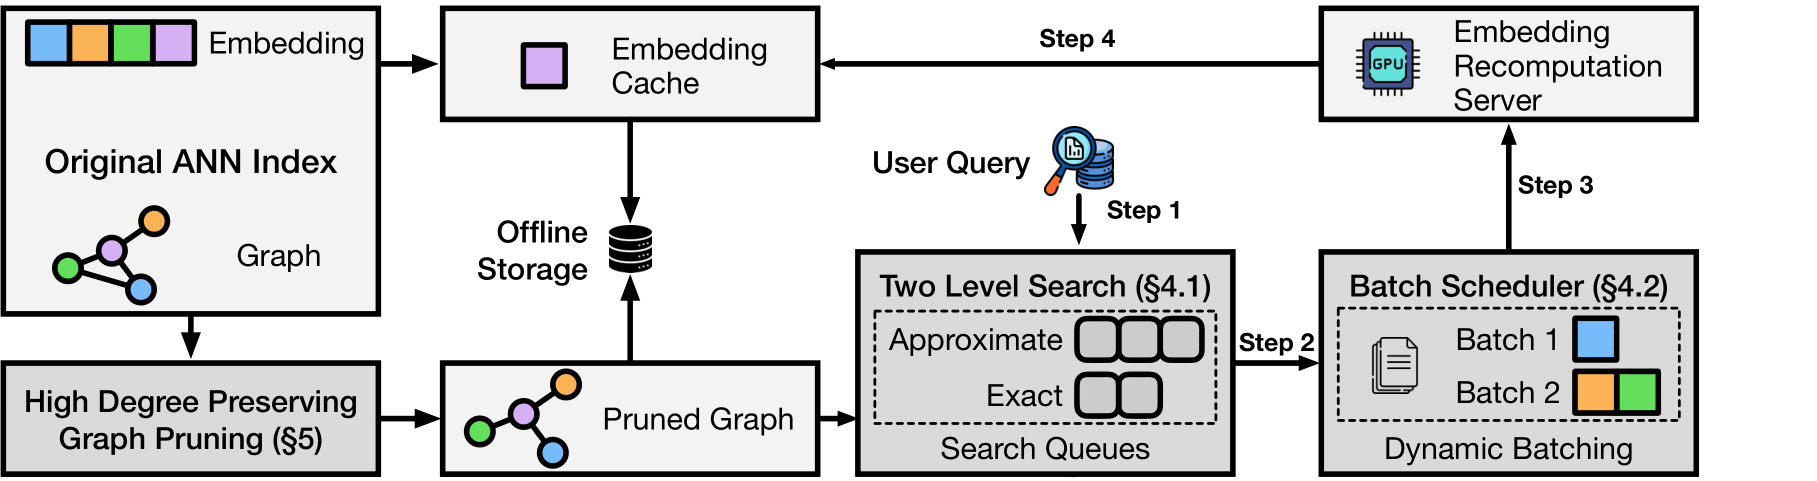 Embedding
Original ANN Index
Graph
High Degree Preserving
Graph Pruning (§5)
Embedding
Cache
Offline
Storage
Pruned Graph
Step 4
User Query
Step 1
Two Level Search (§4.1)
Approximate
Exact
Search Queues
Step 2
GPU
Embedding
Recomputation
Server
Step 3
Batch Scheduler (§4.2)
Batch 1
Batch 2
Dynamic Batching